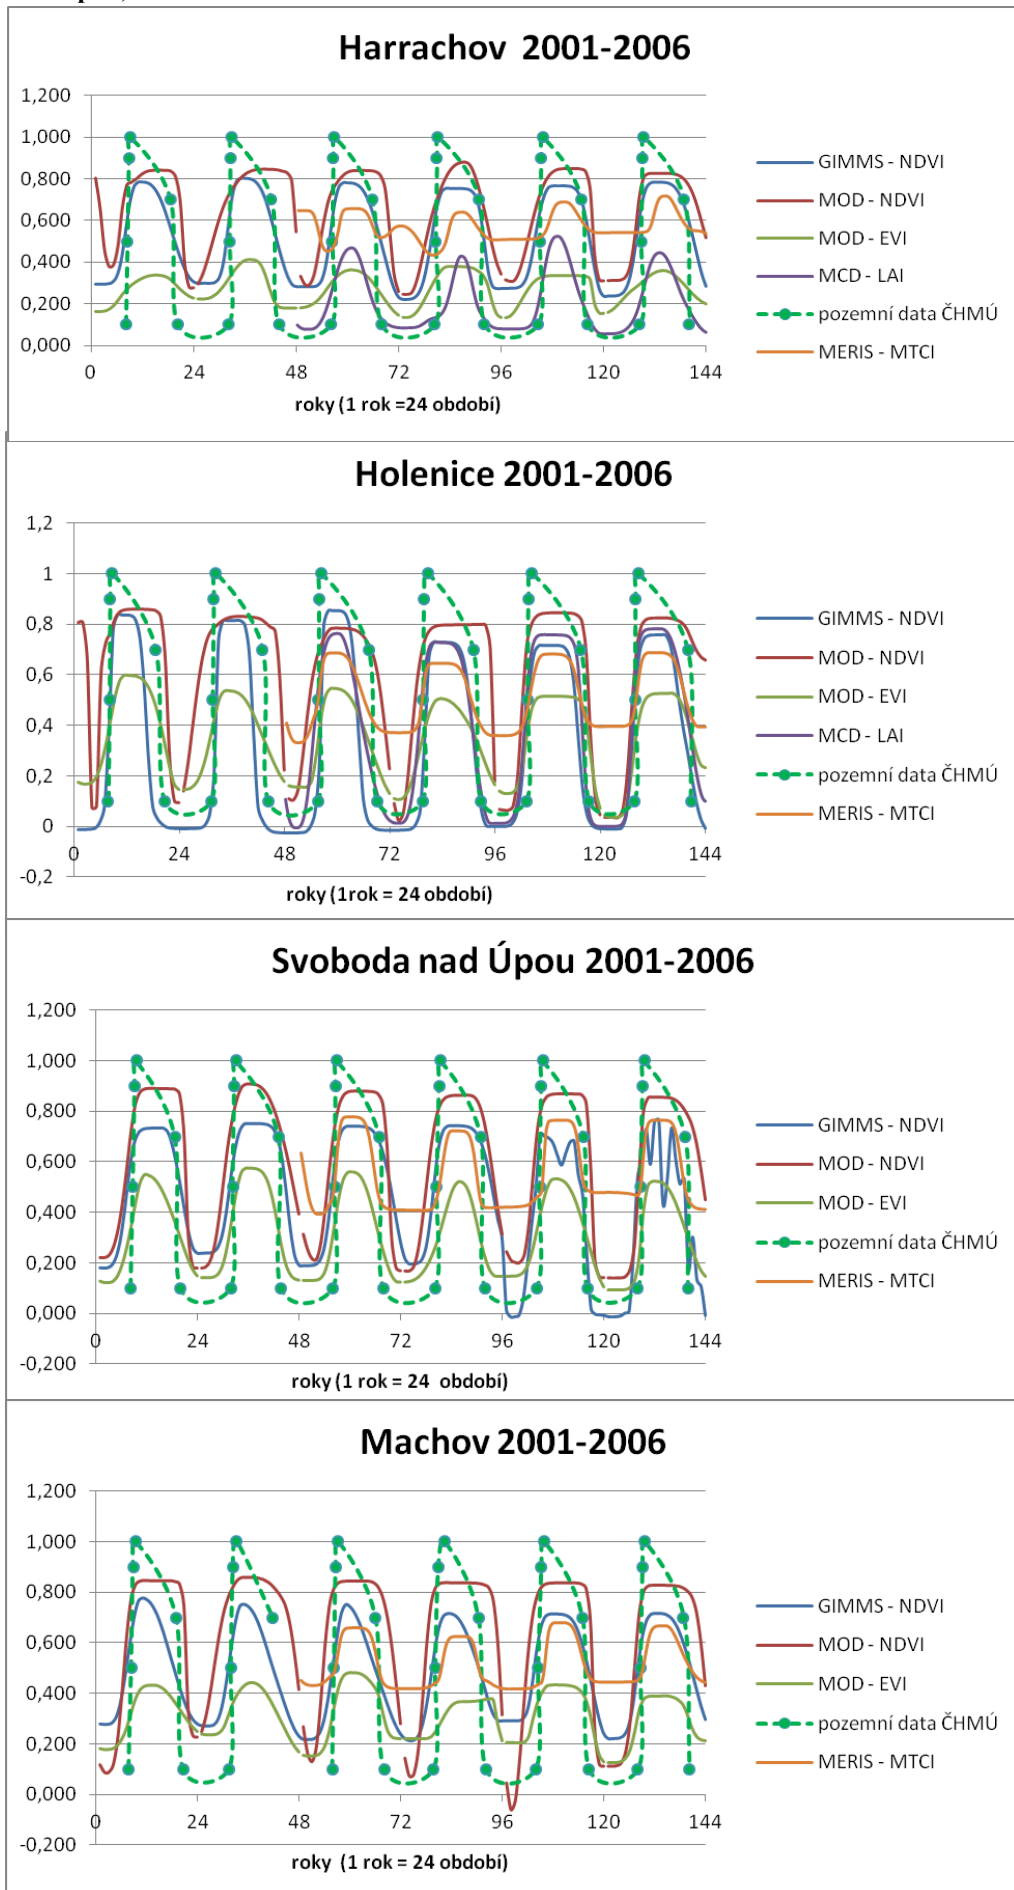 Harrachov 2001-2006
1,200
1,000
0,800
0,600
0,400
0,200
0,000
0 24 48 72 96 120 144
roky (1 rok =24 období)
GIMMS - NDVI
MOD - NDVI
MOD - EVI
MCD - LAI
pozemní data ČHMÚ
MERIS - MTCI
Holenice 2001-2006
1,2
1
0,8
0,6
0,4
0,2
0
-0,2
0 24 48 72 96 120 144
roky (1rok = 24 období)
GIMMS - NDVI
MOD - NDVI
MOD - EVI
MCD - LAI
pozemní data ČHMÚ
MERIS - MTCI
Svoboda nad Úpou 2001-2006
1,200
1,000
0,800
0,600
0,400
0,200
0,000
-0,200
0 24 48 72 96 120 144
roky (1 rok = 24 období)
GIMMS - NDVI
MOD - NDVI
MOD - EVI
pozemní data ČHMÚ
MERIS - MTCI
Machov 2001-2006
1,200
1,000
0,800
0,600
0,400
0,200
0,000
-0,200
0 24 48 72 96 120 144
roky (1 rok = 24 období)
GIMMS - NDVI
MOD - NDVI
MOD - EVI
pozemní data ČHMÚ
MERIS - MTCI